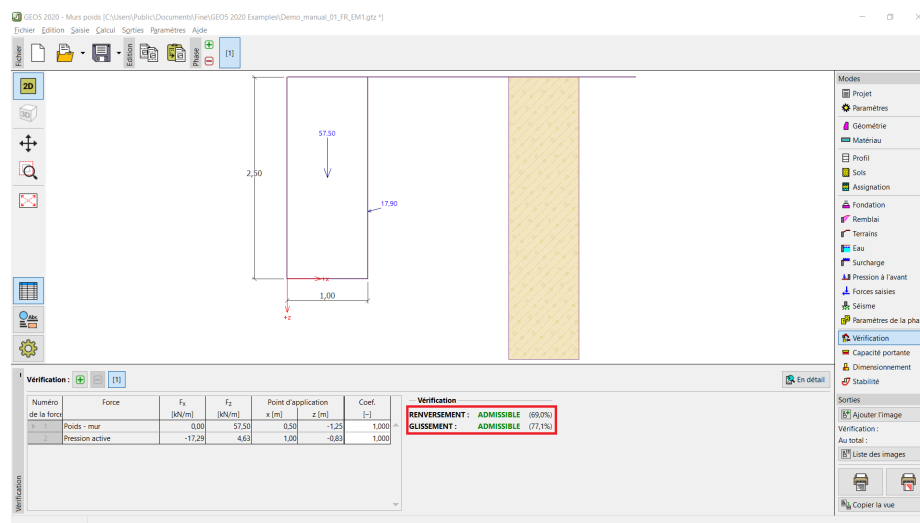 GEO5 2020 - Murs poids [C:\Users\Public\Documents\Fine\GEO5 2020 Examples\Demo_manual_01_FR_EM1.gtz *]
Fichier Edition Saisie Calcul Sorties Paramètres Aide
Fichier
Edition
Phase
[1]
2D
3D
Abc
57.50
2,50
17,90
+x
1,00
+z
Modes
Projet
Paramètres
Géométrie
Matériau
Profil
Sols
Assignation
Fondation
Remblai
Terrains
Eau
Surcharge
Pression à l'avant
Forces saisies
Séisme
Paramètres de la pha
Vérification
Capacité portante
Dimensionnement
Stabilité
Sorties
Ajouter l'image
Vérification :
Au total :
Liste des images
Copier la vue
Vérification : [1]
En détail
Numéro Force Fx Fz Point d'application Coef.
de la force [kN/m] [kN/m] x [m] z [m] [–]
1 Poids - mur 0,00 57,50 0,50 -1,25 1,000
2 Pression active -17,29 4,63 1,00 -0,83 1,000
Vérification
RENVERSEMENT : ADMISSIBLE (69,0%)
GLISSEMENT : ADMISSIBLE (77,1%)
Vérification